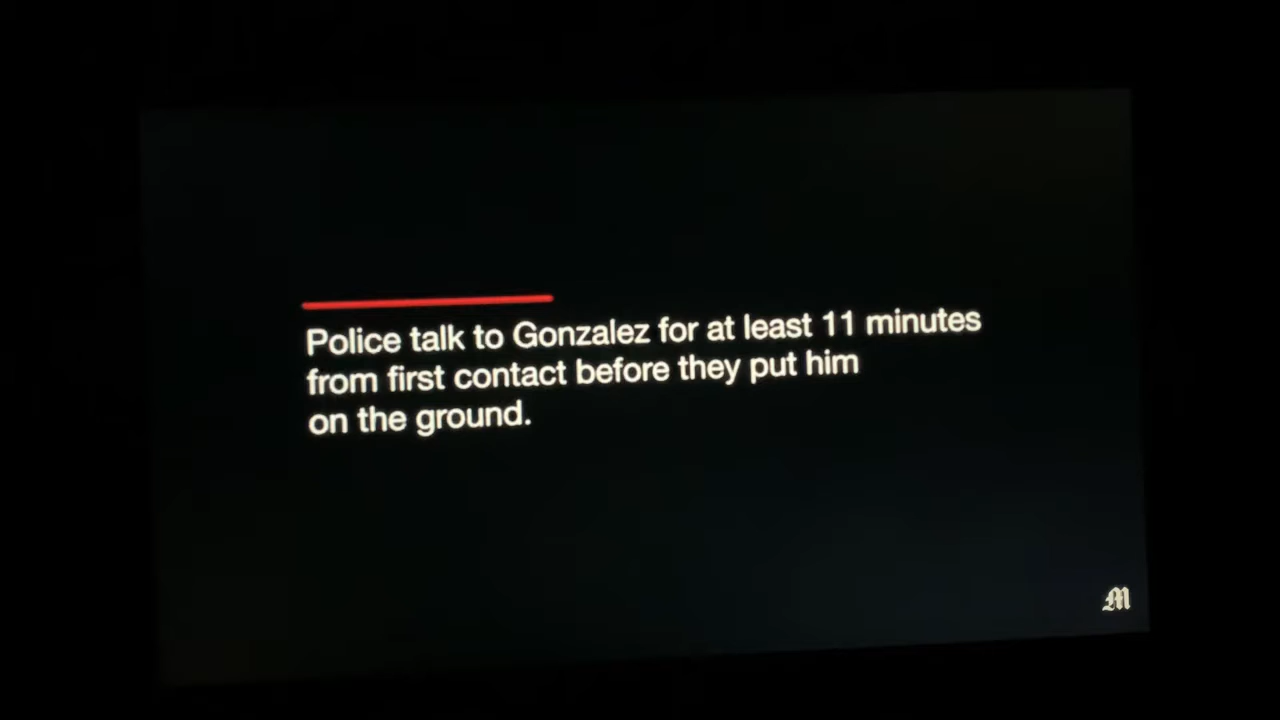 Police talk to Gonzalez for at least 11 minutes
from first contact before they put him
on the ground.
M